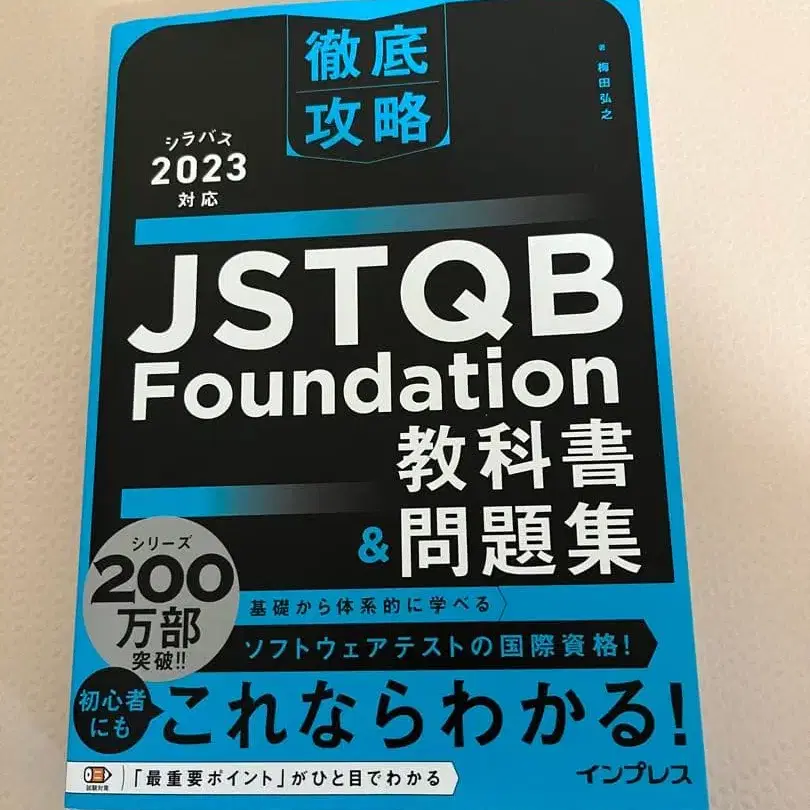 徹底
攻略
著 梅田弘之
シラバス
2023
対応
JSTQB
Foundation
教科書
&問題集
シリーズ
200
万部
突破!!
基礎から体系的に学べる
ソフトウェアテストの国際資格!
初心者
にも
これならわかる!
試験対策
「最重要ポイント」がひと目でわかる
インプレス